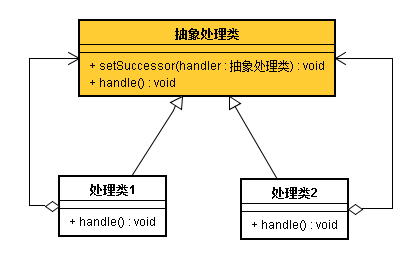 抽象处理类
+ setSuccessor(handler : 抽象处理类) : void
+ handle() : void
处理类1
+ handle() : void
处理类2
+ handle() : void